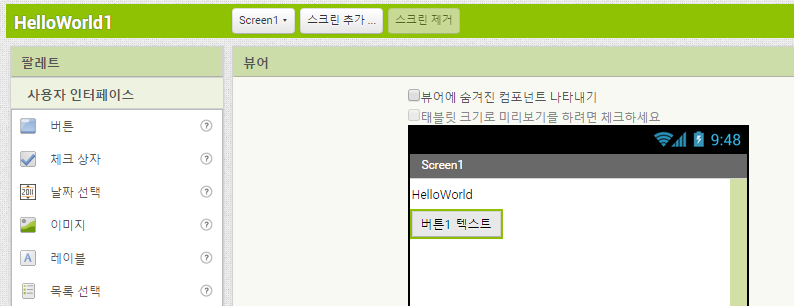 HelloWorld1
Screen1
스크린 추가 ...
스크린 제거
팔레트
사용자 인터페이스
버튼
체크 상자
2011
날짜 선택
이미지
A
레이블
목록 선택
뷰어
뷰어에 숨겨진 컴포넌트 나타내기
태블릿 크기로 미리보기를 하려면 체크하세요
9:48
Screen1
HelloWorld
버튼1 텍스트